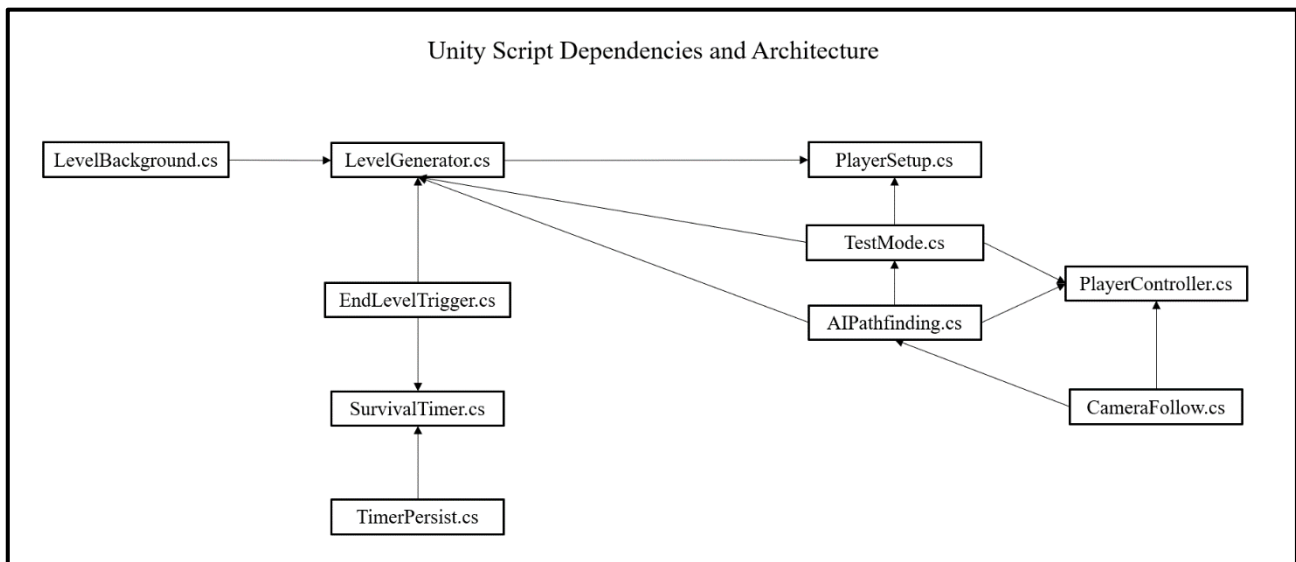 Unity Script Dependencies and Architecture
LevelBackground.cs
LevelGenerator.cs
PlayerSetup.cs
TestMode.cs
PlayerController.cs
EndLevelTrigger.cs
AIPathfinding.cs
SurvivalTimer.cs
CameraFollow.cs
TimerPersist.cs